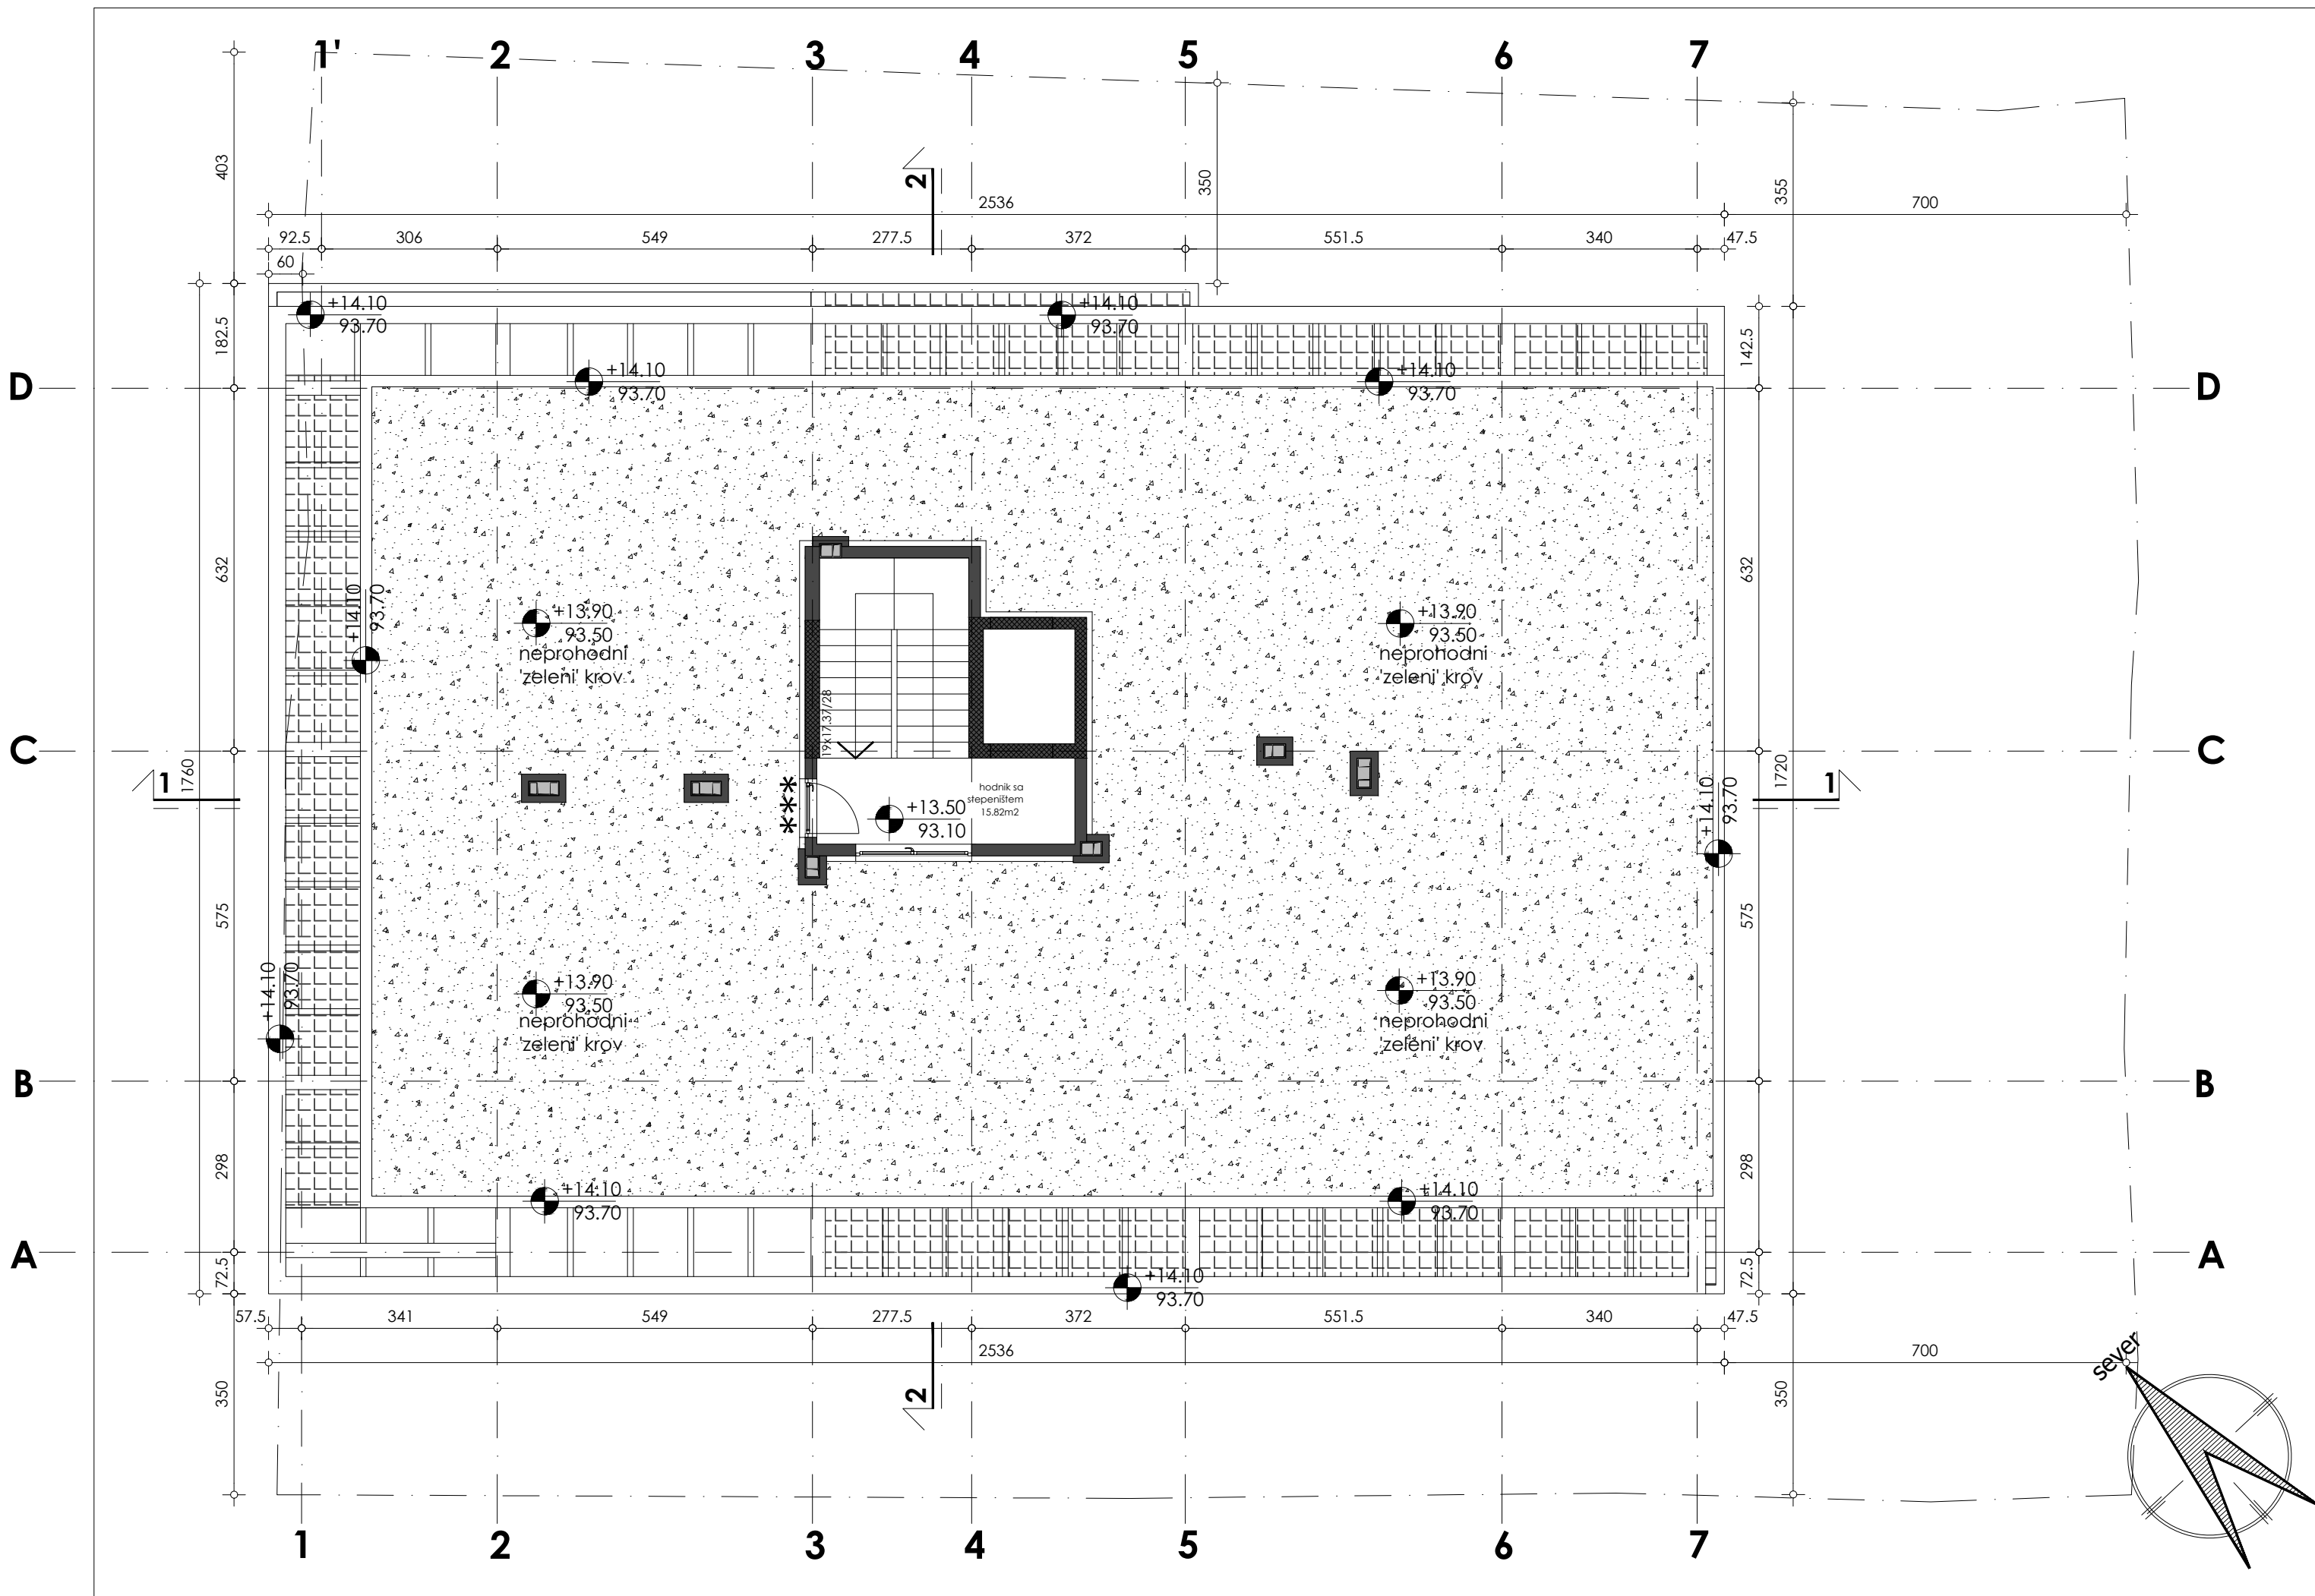 1' 2 3 4 5 6 7
403
2
350
355
2536
700
92.5 306 549 277.5 372 551.5 340 47.5
60
+14.10
93.70
+14.10
93.70
182.5
142.5
+14.10
93.70
+14.10
93.70
D
D
632
632
+14.10
93.70
+13.90
93.50
neprohodni
'zeleni' krov
+13.90
93.50
neprohodni
'zeleni' krov
19x17.37/28
C
C
1760
1
1720
1
***
hodnik sa
stepeništem
15.82m2
+13.50
93.10
+14.10
93.70
575
575
+14.10
93.70
+13.90
93.50
neprohodni
'zeleni' krov
+13.90
93.50
neprohodni
'zeleni' krov
B
B
298
298
+14.10
93.70
+14.10
93.70
A
A
72.5
72.5
+14.10
93.70
57.5 341 549 277.5 372 551.5 340 47.5
2536
700
350
2
350
sever
1 2 3 4 5 6 7